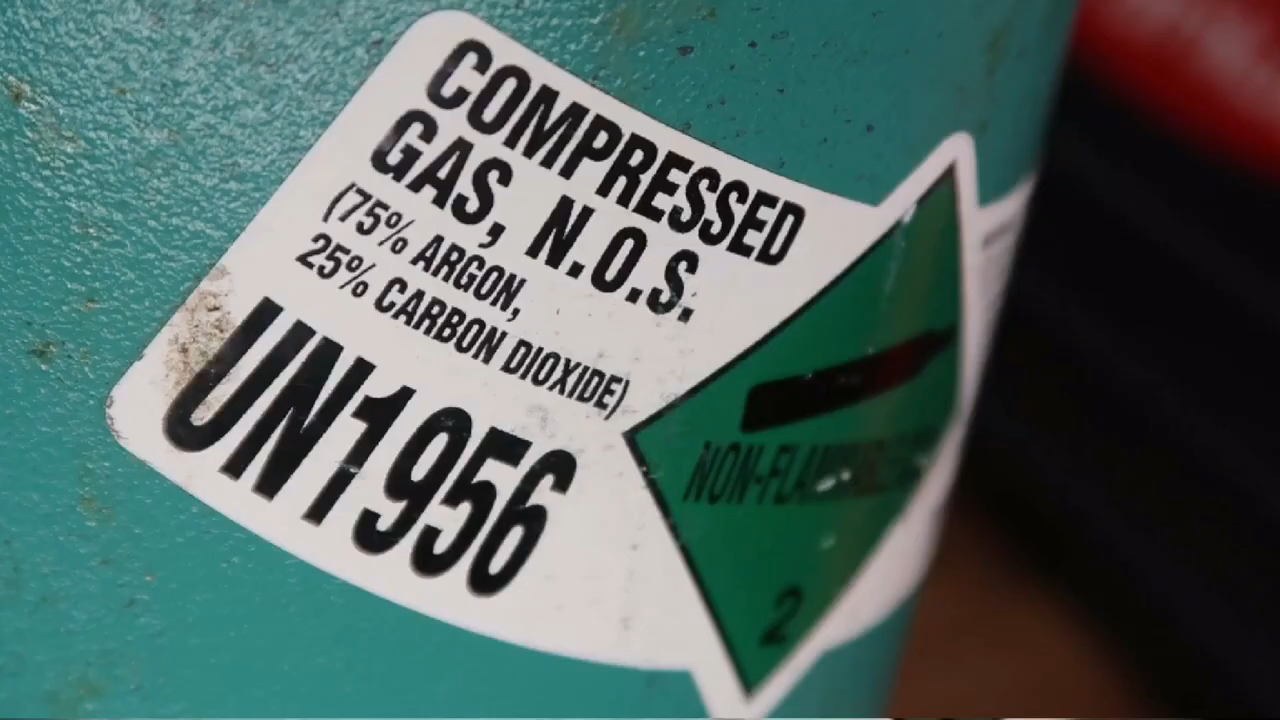 COMPRESSED
GAS, N.O.S.
(75% ARGON,
25% CARBON DIOXIDE)
UN1956
NON-FLAMMABLE
2